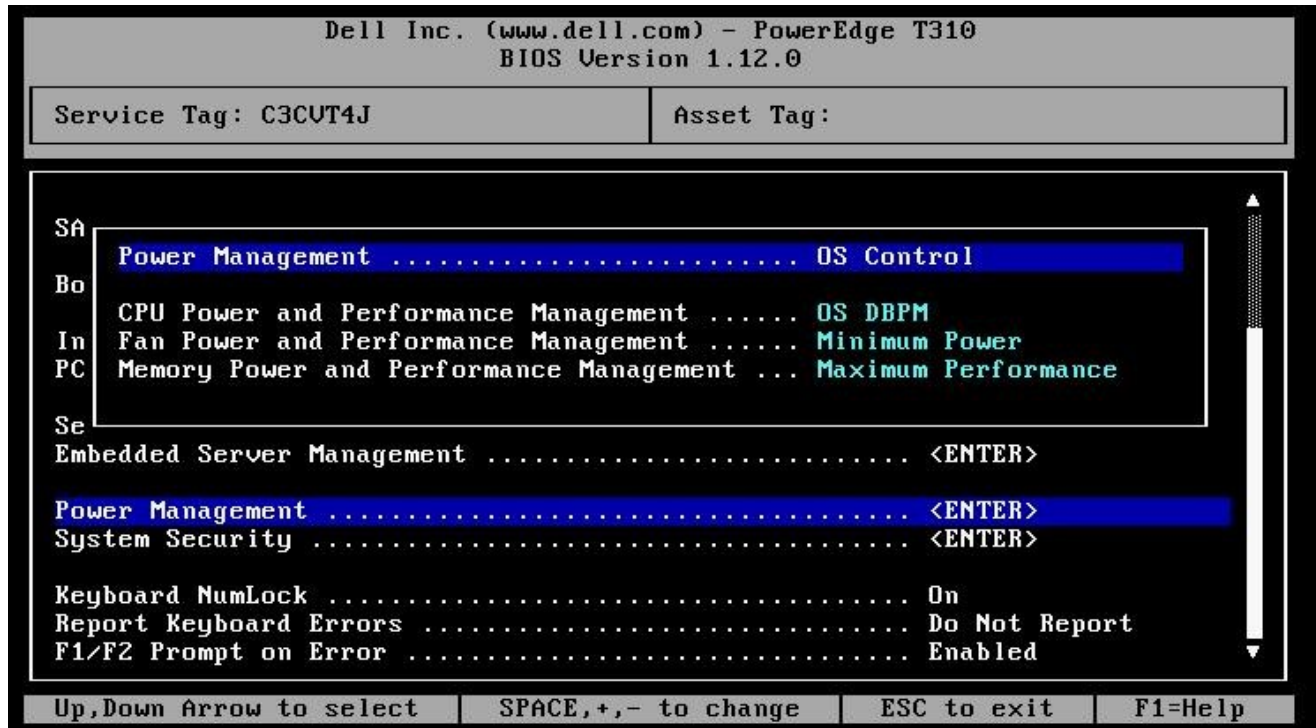 Dell Inc. (www.dell.com) - PowerEdge T310
BIOS Version 1.12.0
Service Tag: C3CVT4J
Asset Tag:
SA
Power Management .......................... OS Control
Bo
CPU Power and Performance Management ...... OS DBPM
In
Fan Power and Performance Management ...... Minimum Power
PC
Memory Power and Performance Management ... Maximum Performance
Se
Embedded Server Management ........................... <ENTER>
Power Management ..................................... <ENTER>
System Security ...................................... <ENTER>
Keyboard NumLock ..................................... On
Report Keyboard Errors ............................... Do Not Report
F1/F2 Prompt on Error ................................ Enabled
Up,Down Arrow to select
SPACE,+,- to change
ESC to exit
F1=Help